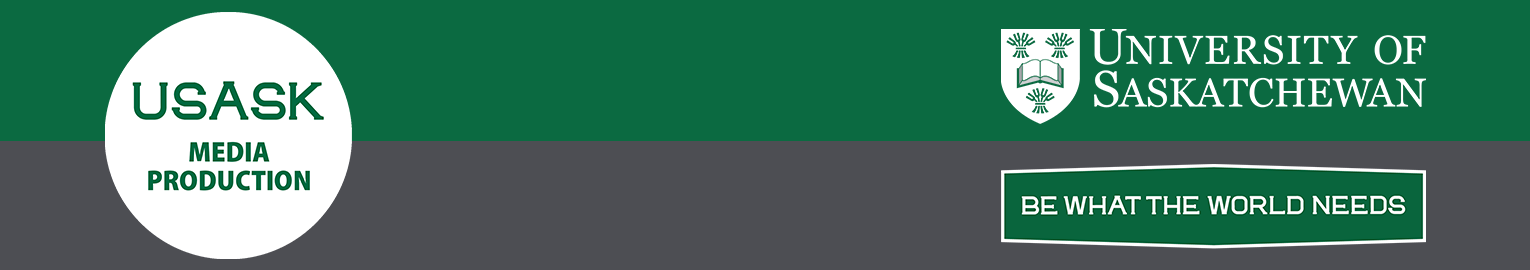 USASK
MEDIA
PRODUCTION
UNIVERSITY OF
SASKATCHEWAN
BE WHAT THE WORLD NEEDS